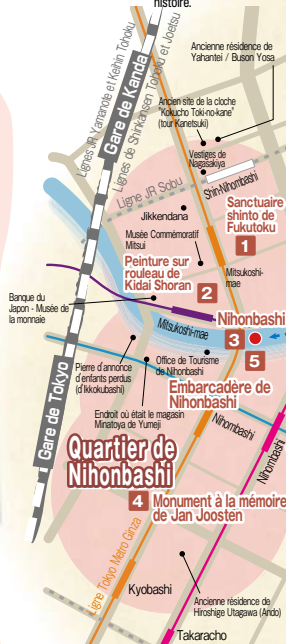 histoire.
Ancienne résidence de
Yahantei / Buson Yosa
Lignes JR Yamanote et Keihin Tohoku
Gare de Kanda
Lignes de Shinkansen Tohoku et Joetsu
Ancien site de la cloche
"Kokucho Toki-no-kane"
(tour Kanetsuki)
Vestiges de
Nagasakiya
Shin-Nihombashi
Ligne JR Sobu
Jikkendana
Sanctuaire
shinto de
Fukutoku
1
Musée Commémoratif
Mitsui
Peinture sur
rouleau de
Kidai Shoran
2
Mitsukoshi-
mae
Banque du
Japon - Musée de
la monnaie
Mitsukoshi-mae
Nihonbashi
3
5
Pierre d'annonce
d'enfants perdus
(d'Ikkokubashi)
Office de Tourisme
de Nihonbashi
Embarcadère de
Nihonbashi
Endroit où était le magasin
Minatoya de Yumeji
Gare de Tokyo
Nihombashi
Nihombashi
Quartier de
Nihonbashi
4
Monument à la mémoire
de Jan Joosten
Ligne Tokyo Metro Ginza
Kyobashi
Ancienne résidence de
Hiroshige Utagawa (Ando)
Takaracho